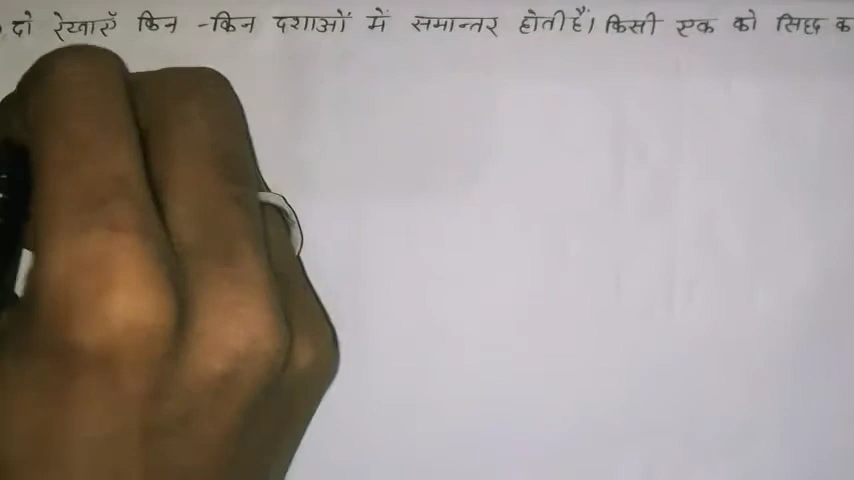 दो रेखाएँ किन -किन दशाओं में समान्तर होती हैं। किसी एक को सिद्ध क